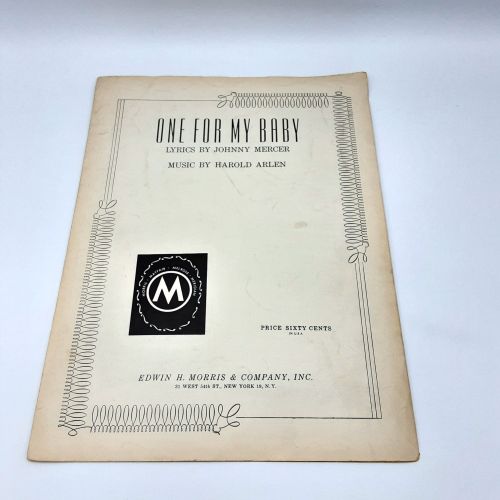 ONE FOR MY BABY
LYRICS BY JOHNNY MERCER
MUSIC BY HAROLD ARLEN
M
PRICE SIXTY CENTS
IN U.S.A.
EDWIN H. MORRIS & COMPANY, INC.
31 WEST 54th ST., NEW YORK 19, N.Y.